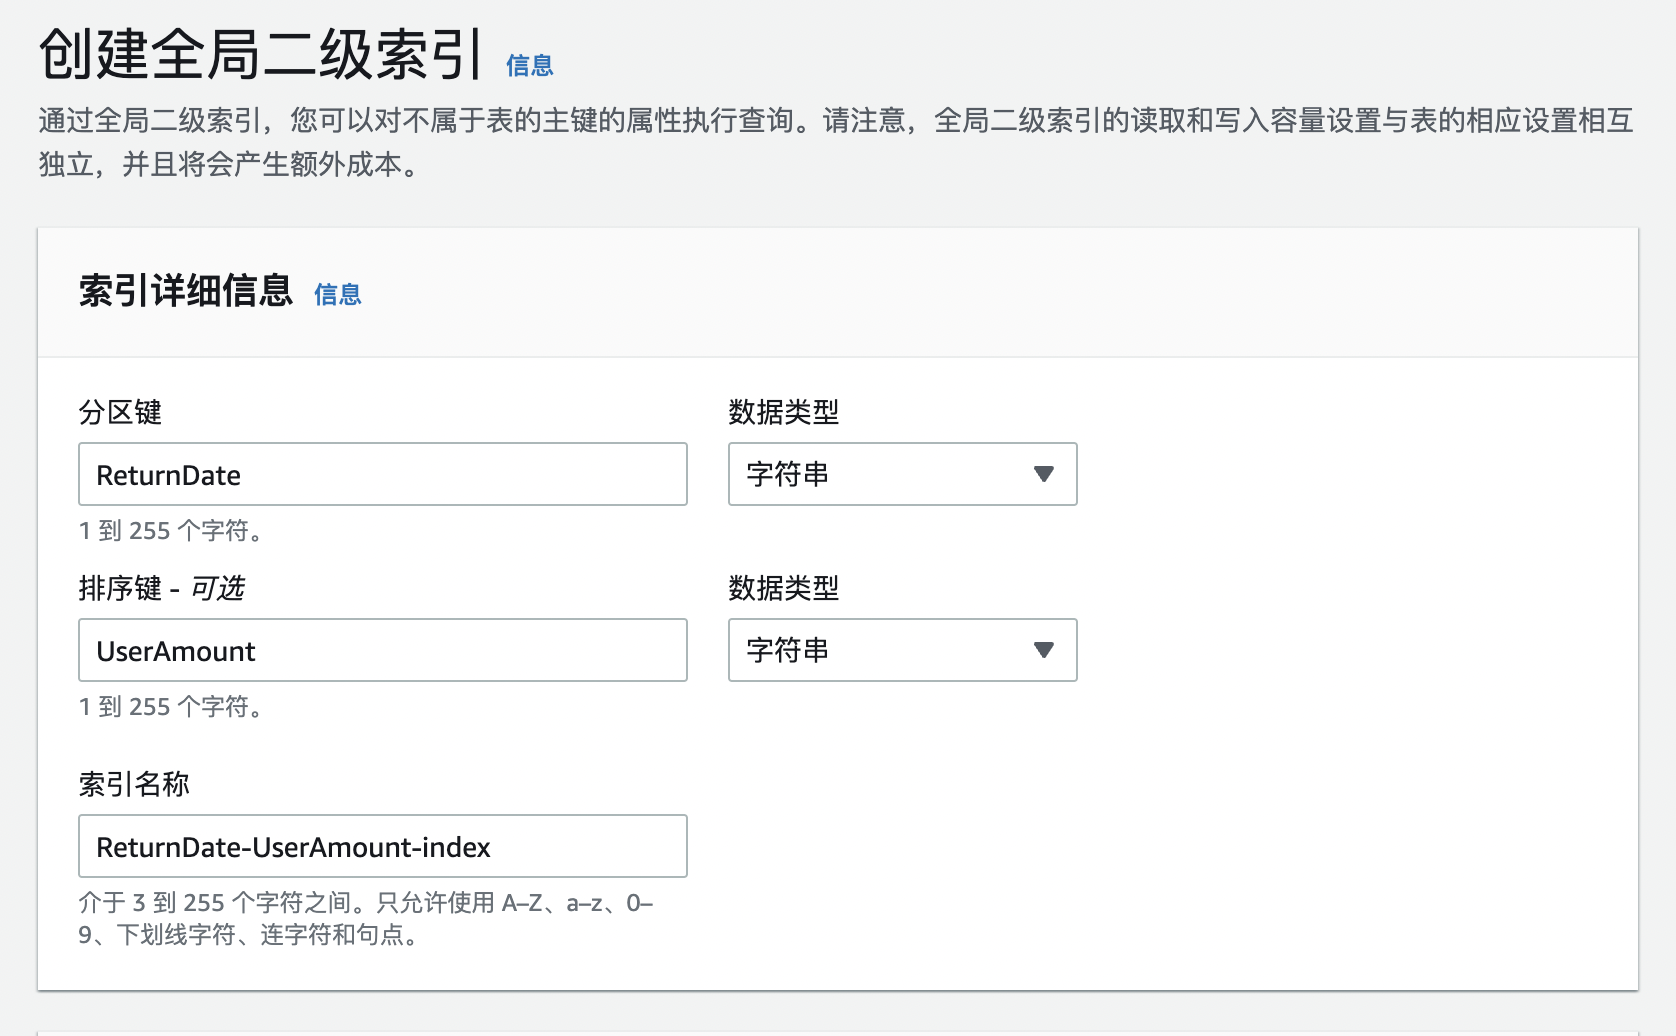 创建全局二级索引 信息
通过全局二级索引，您可以对不属于表的主键的属性执行查询。请注意，全局二级索引的读取和写入容量设置与表的相应设置相互
独立，并且将会产生额外成本。
索引详细信息 信息
分区键 数据类型
ReturnDate 字符串
1 到 255 个字符。
排序键 - 可选 数据类型
UserAmount 字符串
1 到 255 个字符。
索引名称
ReturnDate-UserAmount-index
介于 3 到 255 个字符之间。只允许使用 A–Z、a–z、0–
9、下划线字符、连字符和句点。